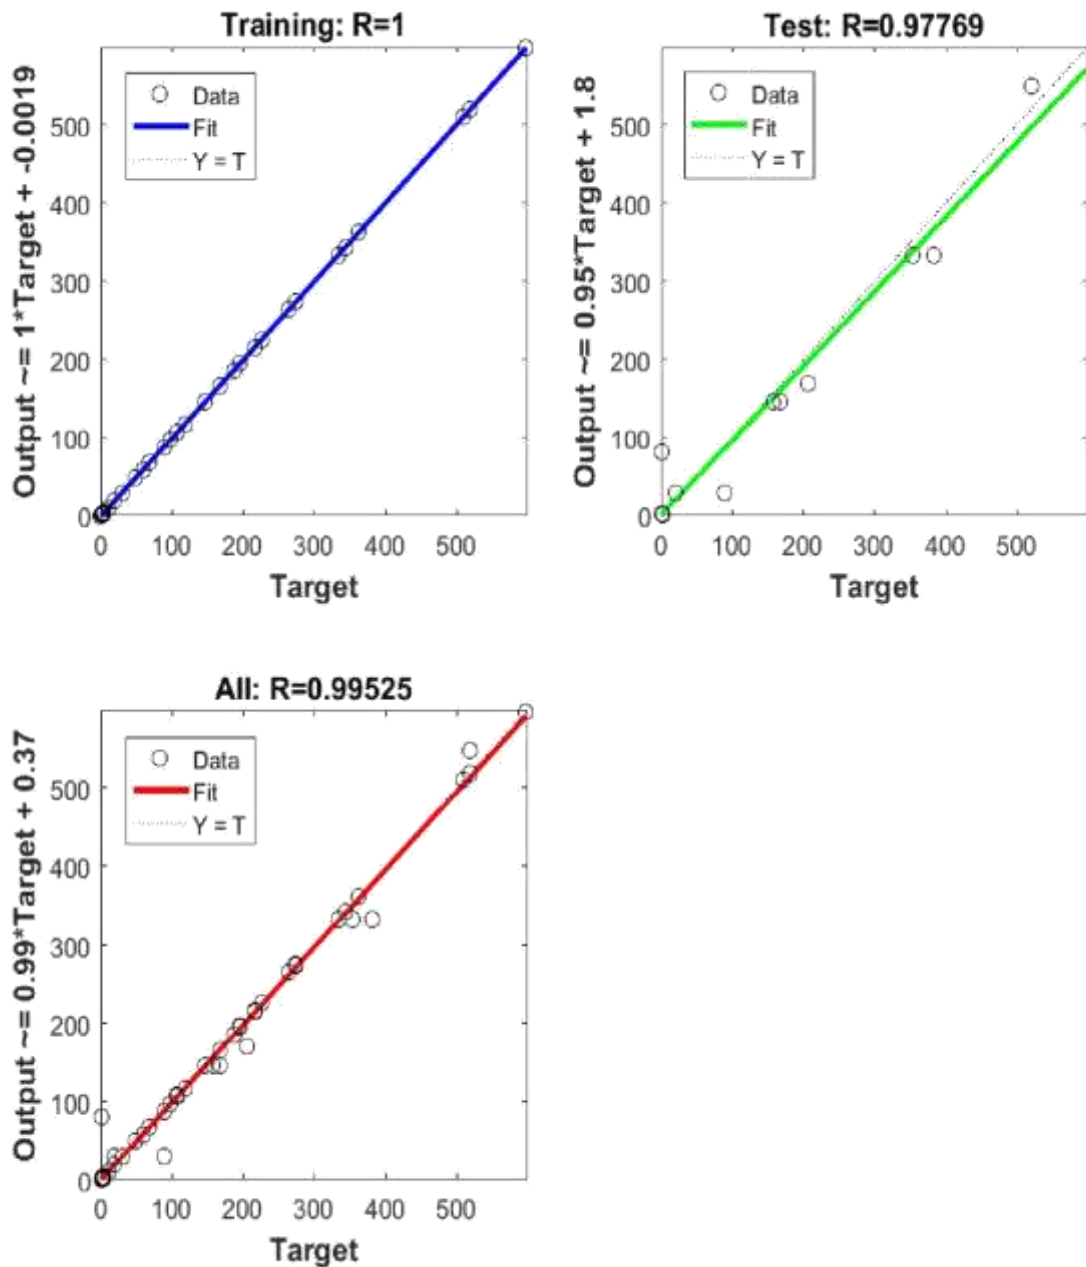 Training: R=1
Output ~= 1*Target + -0.0019
Data
Fit
Y = T
500
400
300
200
100
0
0 100 200 300 400 500
Target
Test: R=0.97769
Output ~= 0.95*Target + 1.8
Data
Fit
Y = T
500
400
300
200
100
0
0 100 200 300 400 500
Target
All: R=0.99525
Output ~= 0.99*Target + 0.37
Data
Fit
Y = T
500
400
300
200
100
0
0 100 200 300 400 500
Target